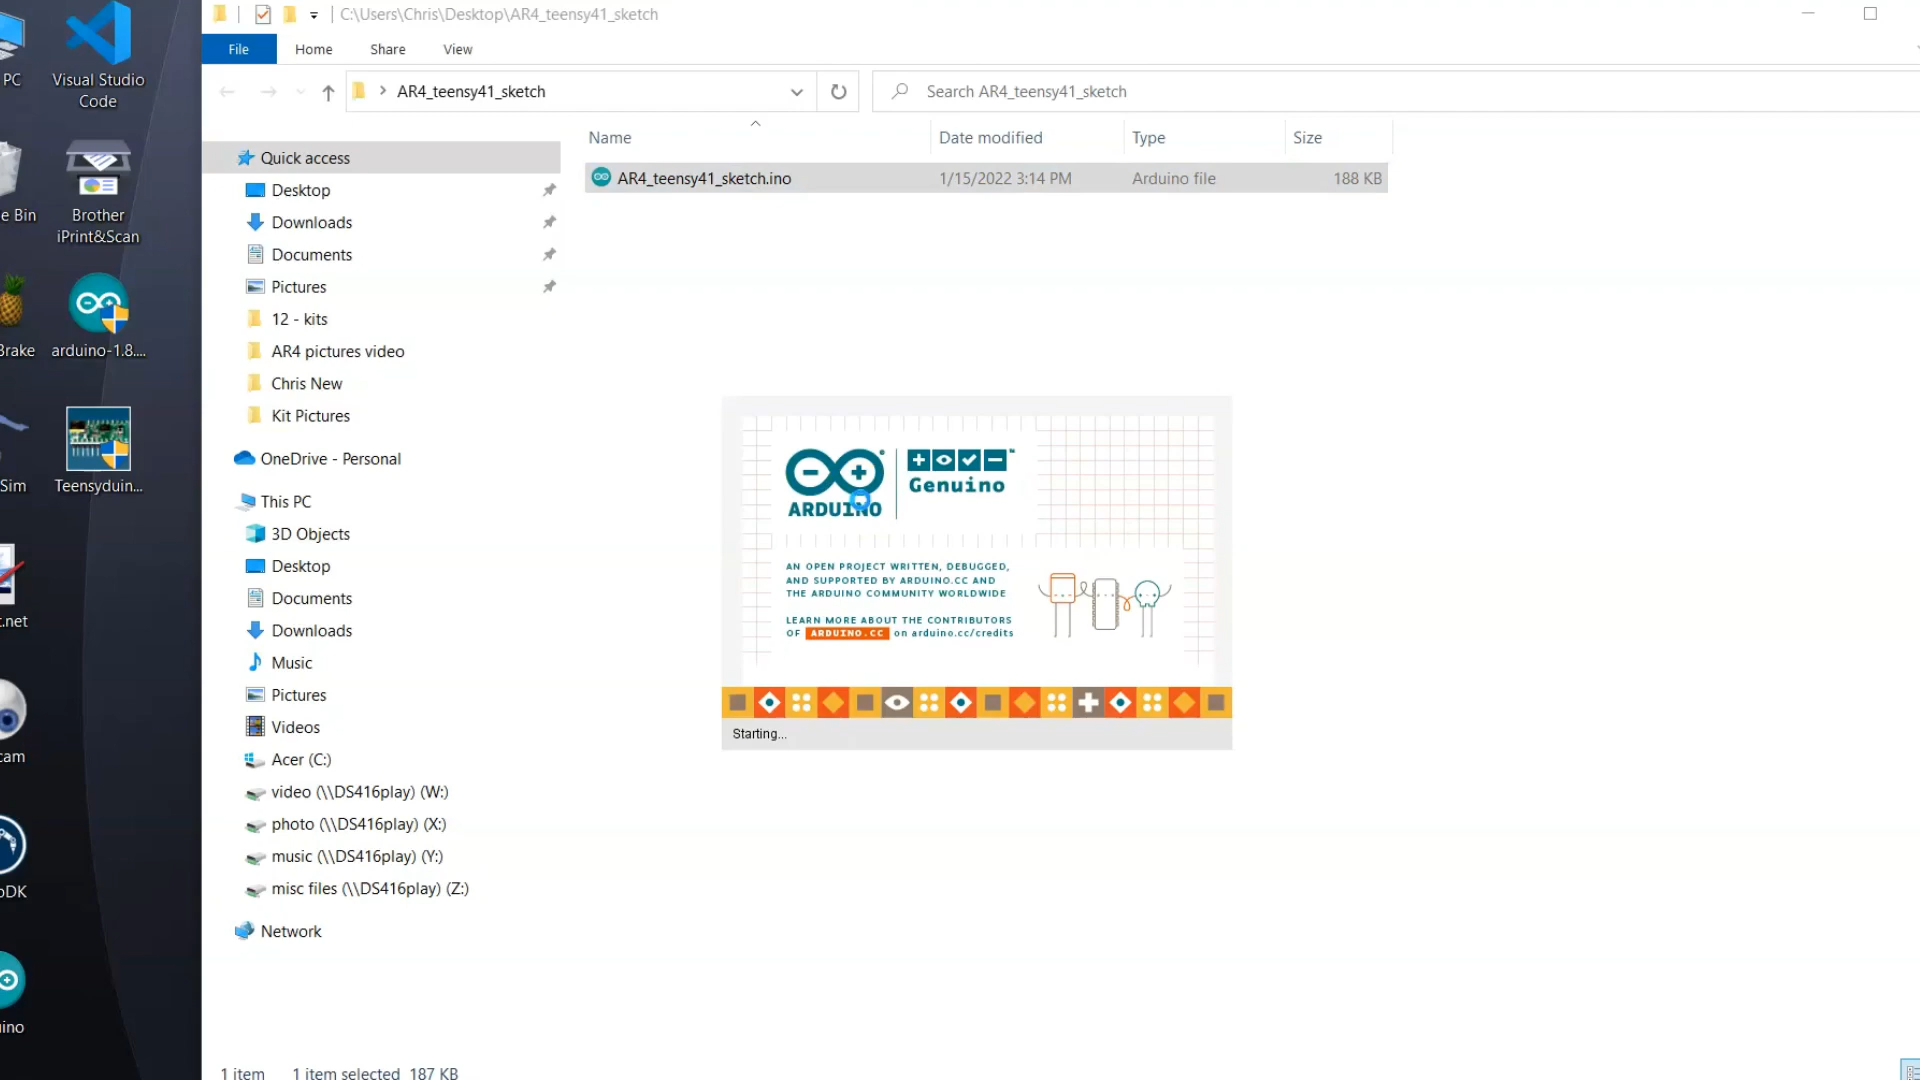 C:\Users\Chris\Desktop\AR4_teensy41_sketch
File
Home
Share
View
AR4_teensy41_sketch
Search AR4_teensy41_sketch
Name
Date modified
Type
Size
AR4_teensy41_sketch.ino
1/15/2022 3:14 PM
Arduino file
188 KB
Quick access
Desktop
Downloads
Documents
Pictures
12 - kits
AR4 pictures video
Chris New
Kit Pictures
OneDrive - Personal
This PC
3D Objects
Desktop
Documents
Downloads
Music
Pictures
Videos
Acer (C:)
video (\\DS416play) (W:)
photo (\\DS416play) (X:)
music (\\DS416play) (Y:)
misc files (\\DS416play) (Z:)
Network
1 item
1 item selected 187 KB
ARDUINO
Genuino
AN OPEN PROJECT WRITTEN, DEBUGGED,
AND SUPPORTED BY ARDUINO.CC AND
THE ARDUINO COMMUNITY WORLDWIDE
LEARN MORE ABOUT THE CONTRIBUTORS
OF ARDUINO.CC on arduino.cc/credits
Starting...
PC
Visual Studio
Code
e Bin
Brother
iPrint&Scan
Brake
arduino-1.8....
Sim
Teensyduin...
t.net
cam
oDK
uino